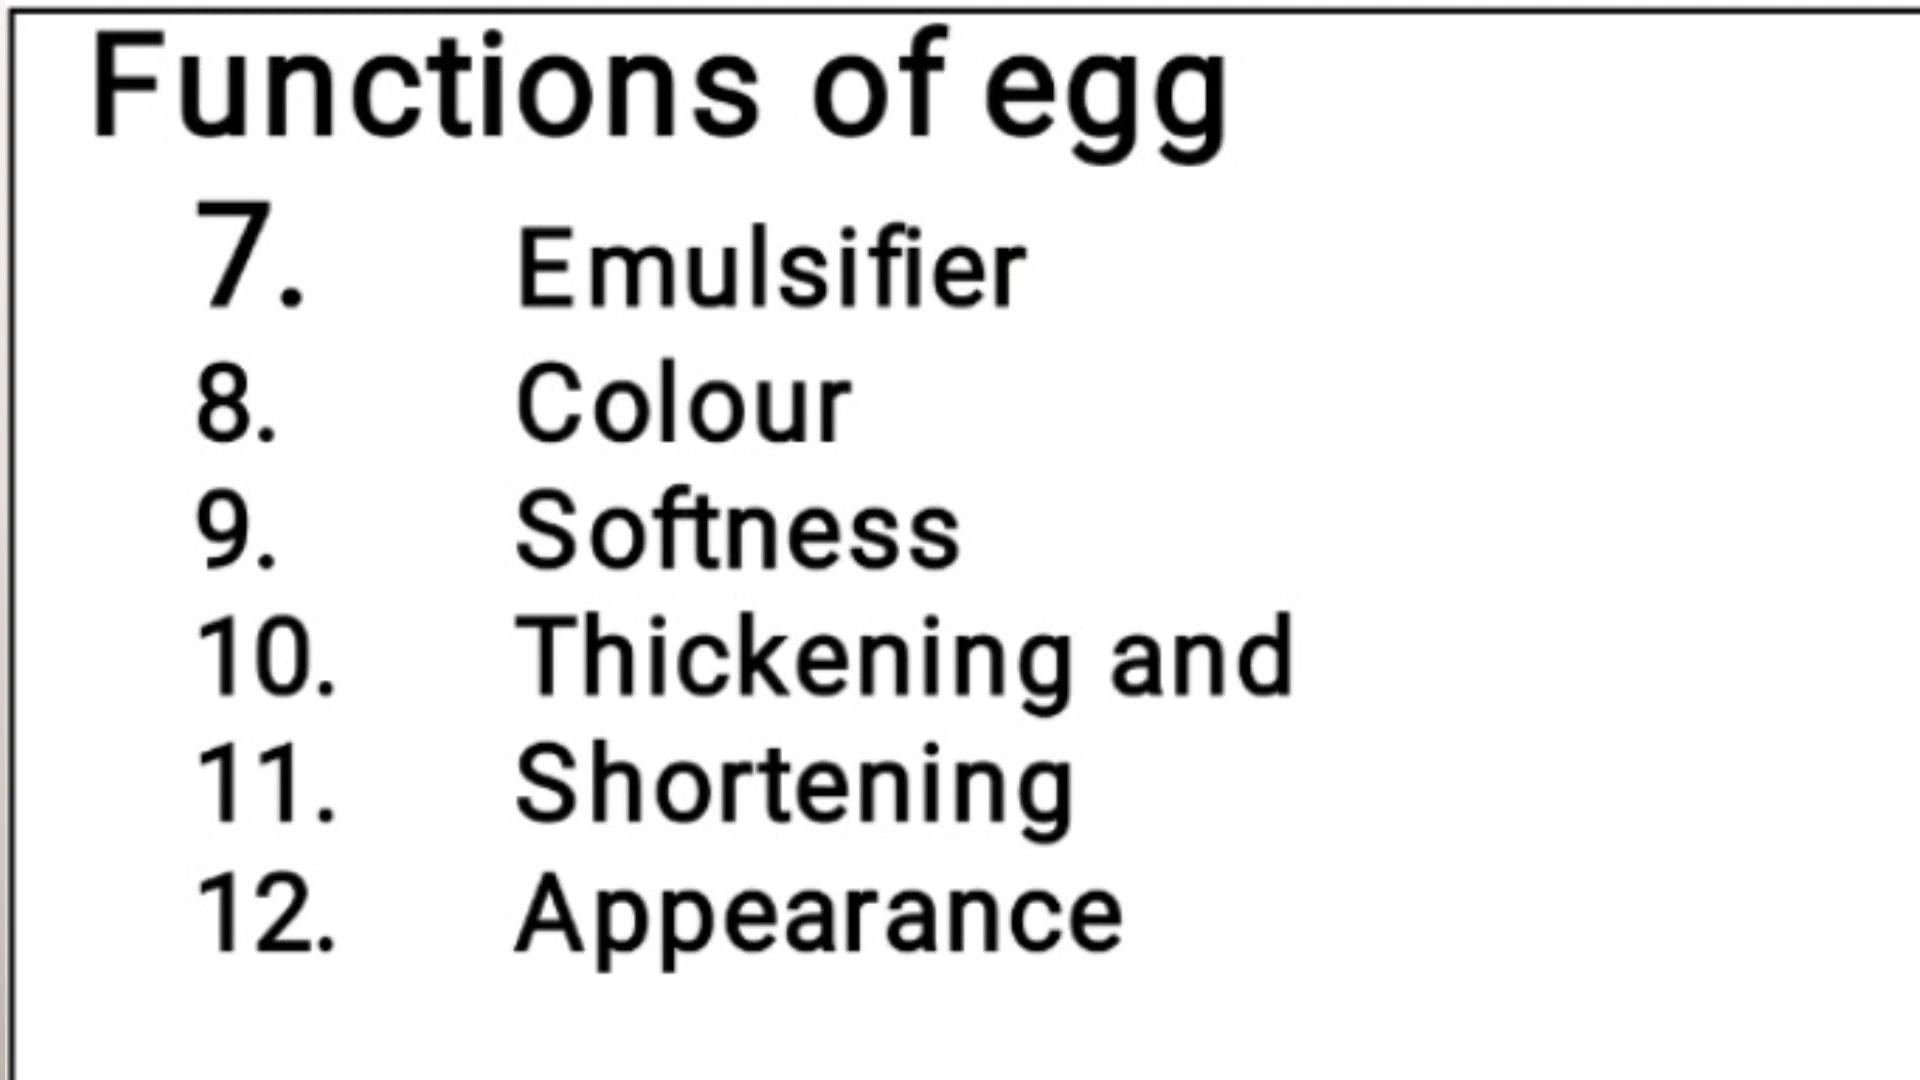 Functions of egg
7. Emulsifier
8. Colour
9. Softness
10. Thickening and
11. Shortening
12. Appearance